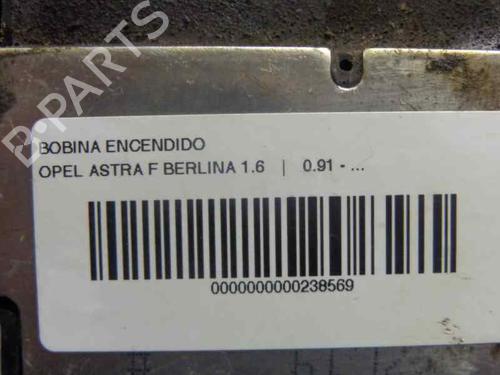 B-PARTS
BOBINA ENCENDIDO
OPEL ASTRA F BERLINA 1.6 | 0.91 - ...
0000000000238569